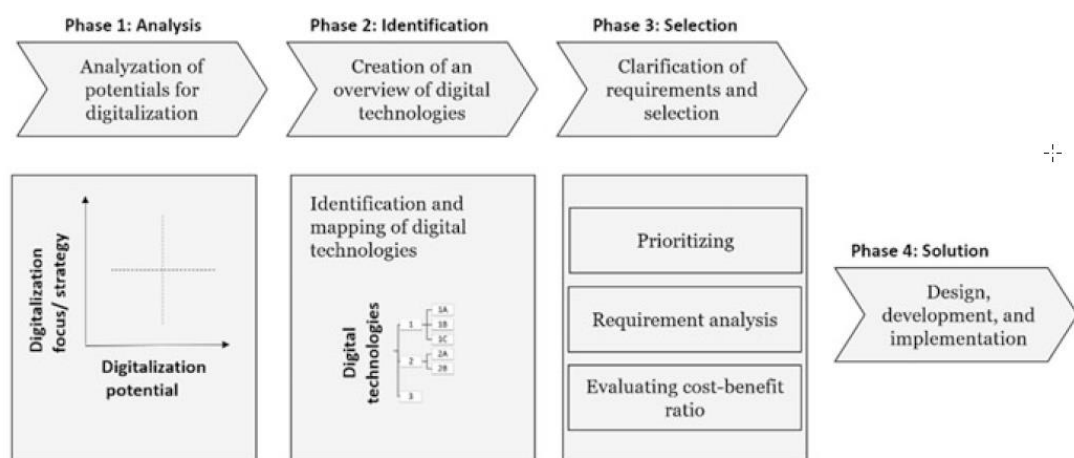 Phase 1: Analysis
Analyzation of
potentials for
digitalization
Phase 2: Identification
Creation of an
overview of digital
technologies
Phase 3: Selection
Clarification of
requirements and
selection
Digitalization
focus/ strategy
Digitalization
potential
Identification and
mapping of digital
technologies
Digital
technologies
1
1A
1B
1C
2
2A
2B
3
Prioritizing
Requirement analysis
Evaluating cost-benefit
ratio
Phase 4: Solution
Design,
development, and
implementation